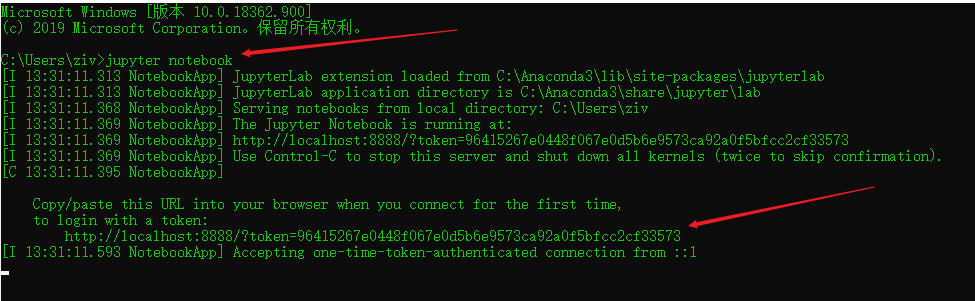 Microsoft Windows [版本 10.0.18362.900]
(c) 2019 Microsoft Corporation。保留所有权利。
C:\Users\ziv>jupyter notebook
[I 13:31:11.313 NotebookApp] JupyterLab extension loaded from C:\Anaconda3\lib\site-packages\jupyterlab
[I 13:31:11.313 NotebookApp] JupyterLab application directory is C:\Anaconda3\share\jupyter\lab
[I 13:31:11.368 NotebookApp] Serving notebooks from local directory: C:\Users\ziv
[I 13:31:11.369 NotebookApp] The Jupyter Notebook is running at:
[I 13:31:11.369 NotebookApp] http://localhost:8888/?token=96415267e0448f067e0d5b6e9573ca92a0f5bfcc2cf33573
[I 13:31:11.369 NotebookApp] Use Control-C to stop this server and shut down all kernels (twice to skip confirmation).
[C 13:31:11.395 NotebookApp]
Copy/paste this URL into your browser when you connect for the first time,
to login with a token:
http://localhost:8888/?token=96415267e0448f067e0d5b6e9573ca92a0f5bfcc2cf33573
[I 13:31:11.593 NotebookApp] Accepting one-time-token-authenticated connection from ::1